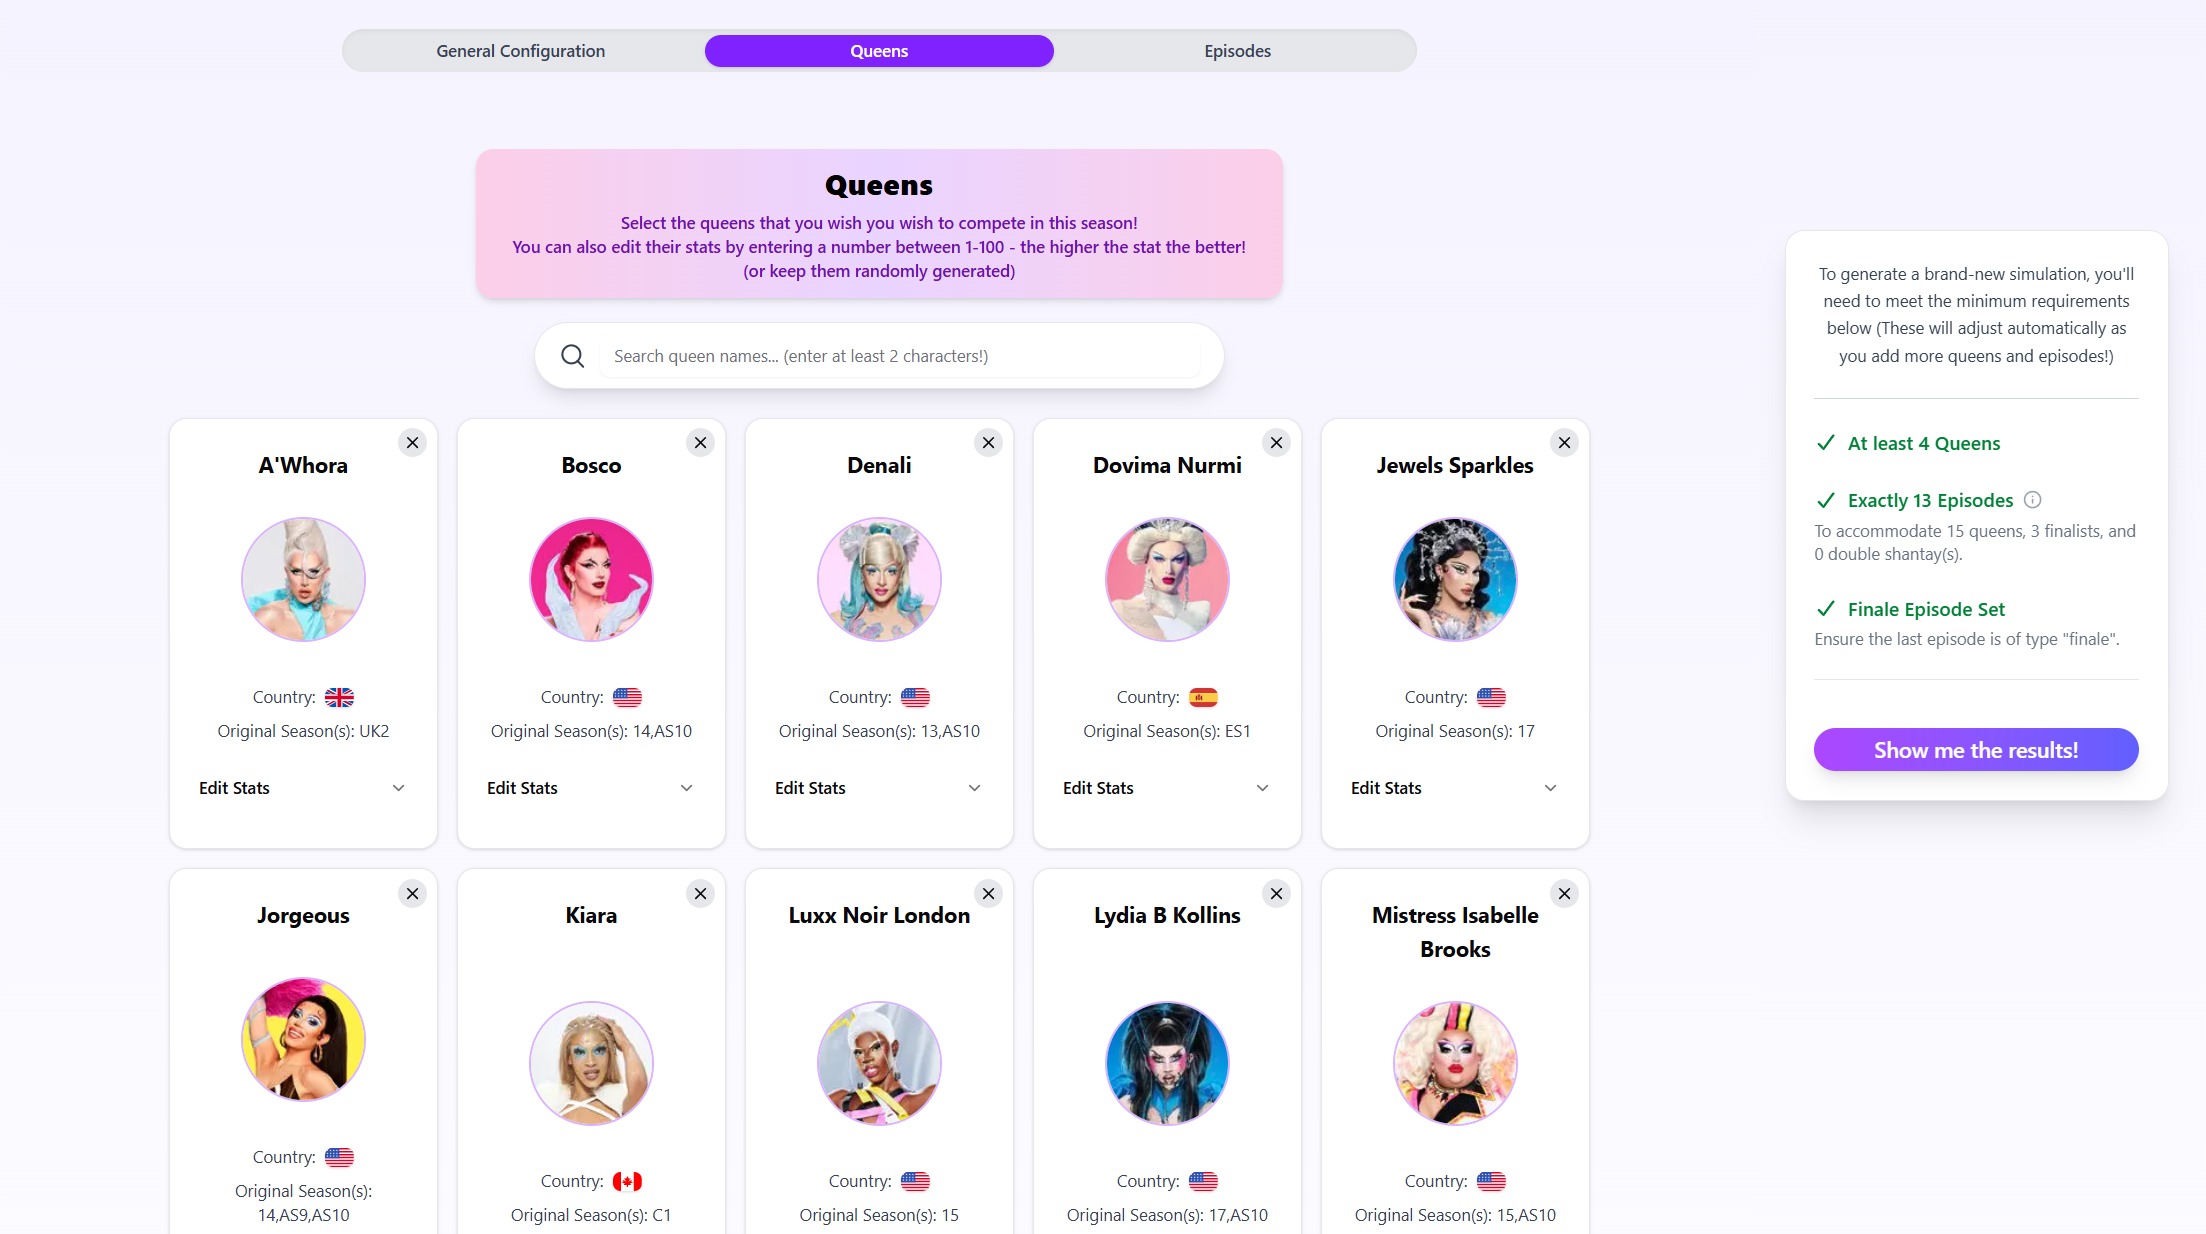 General Configuration
Queens
Episodes
Queens
Select the queens that you wish you wish to compete in this season!
You can also edit their stats by entering a number between 1-100 - the higher the stat the better!
(or keep them randomly generated)
Search queen names... (enter at least 2 characters!)
A'Whora
Country:
Original Season(s): UK2
Edit Stats
Bosco
Country:
Original Season(s): 14,AS10
Edit Stats
Denali
Country:
Original Season(s): 13,AS10
Edit Stats
Dovima Nurmi
Country:
Original Season(s): ES1
Edit Stats
Jewels Sparkles
Country:
Original Season(s): 17
Edit Stats
Jorgeous
Country:
Original Season(s):
14,AS9,AS10
Kiara
Country:
Original Season(s): C1
Luxx Noir London
Country:
Original Season(s): 15
Lydia B Kollins
Country:
Original Season(s): 17,AS10
Mistress Isabelle
Brooks
Country:
Original Season(s): 15,AS10
To generate a brand-new simulation, you'll
need to meet the minimum requirements
below (These will adjust automatically as
you add more queens and episodes!)
At least 4 Queens
Exactly 13 Episodes
To accommodate 15 queens, 3 finalists, and
0 double shantay(s).
Finale Episode Set
Ensure the last episode is of type "finale".
Show me the results!